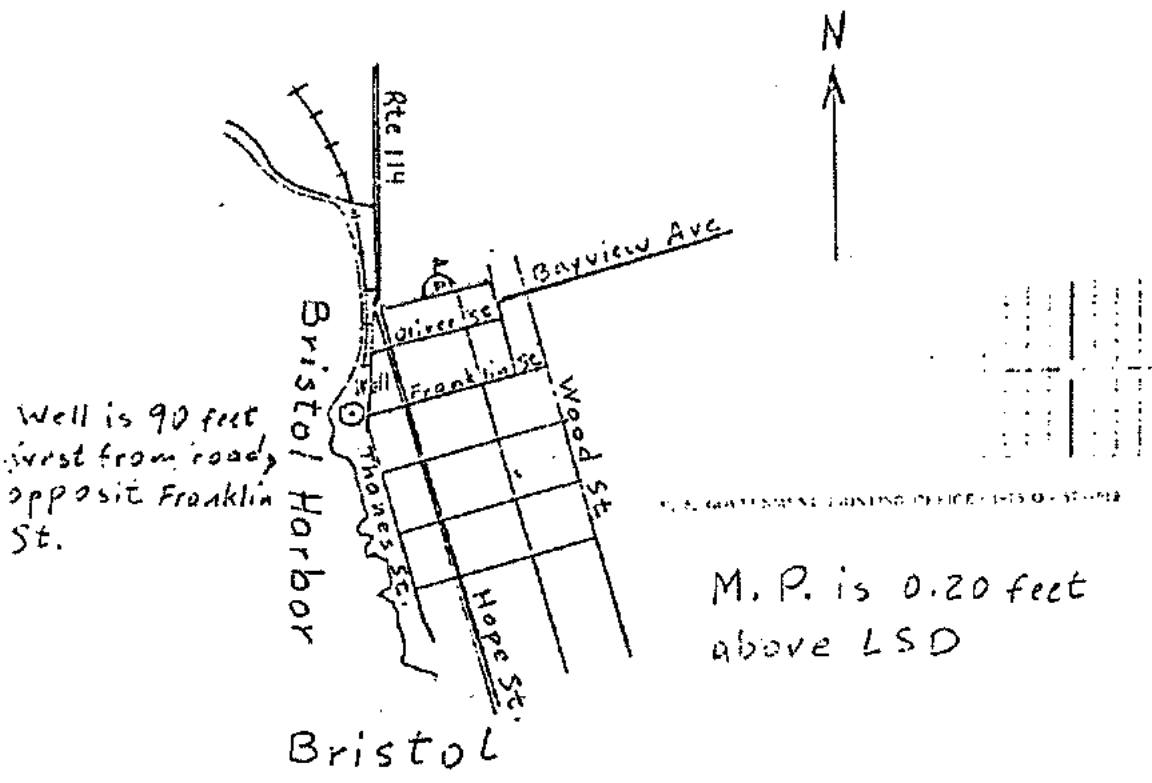 N
Rte 114
Bayview Ave
Oliver St
Well
Franklin St
Wood St
Well is 90 feet
west from road,
opposit Franklin
St.
Bristol Harbor
Thames St.
Hope St.
M. P. is 0.20 feet
above LSD
Bristol